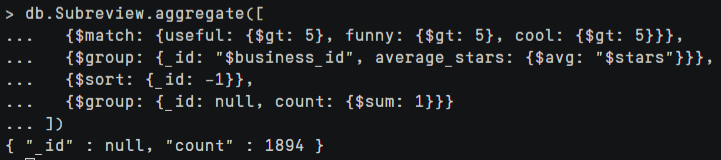 > db.Subreview.aggregate([
...   {$match: {useful: {$gt: 5}, funny: {$gt: 5}, cool: {$gt: 5}}},
...   {$group: {_id: "$business_id", average_stars: {$avg: "$stars"}}},
...   {$sort: {_id: -1}},
...   {$group: {_id: null, count: {$sum: 1}}}
... ])
{ "_id" : null, "count" : 1894 }